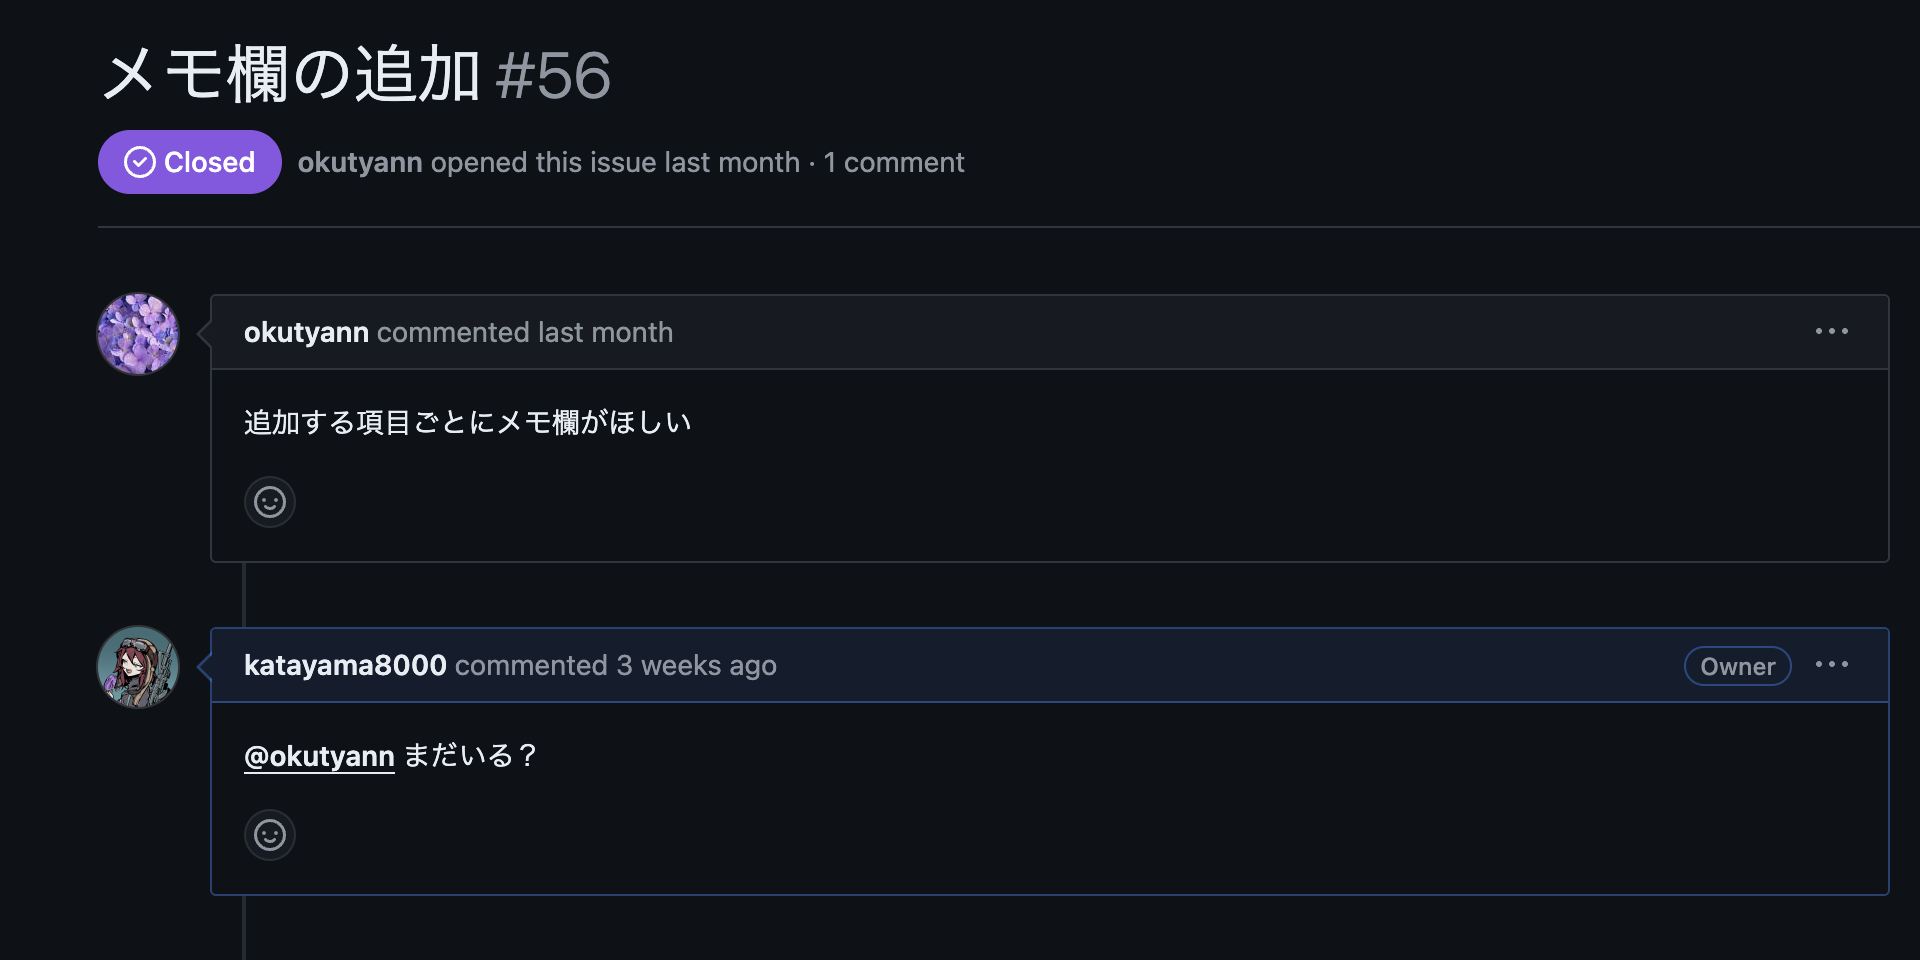 メモ欄の追加 #56
Closed okutyann opened this issue last month · 1 comment
okutyann commented last month
追加する項目ごとにメモ欄がほしい
katayama8000 commented 3 weeks ago Owner
@okutyann まだいる？